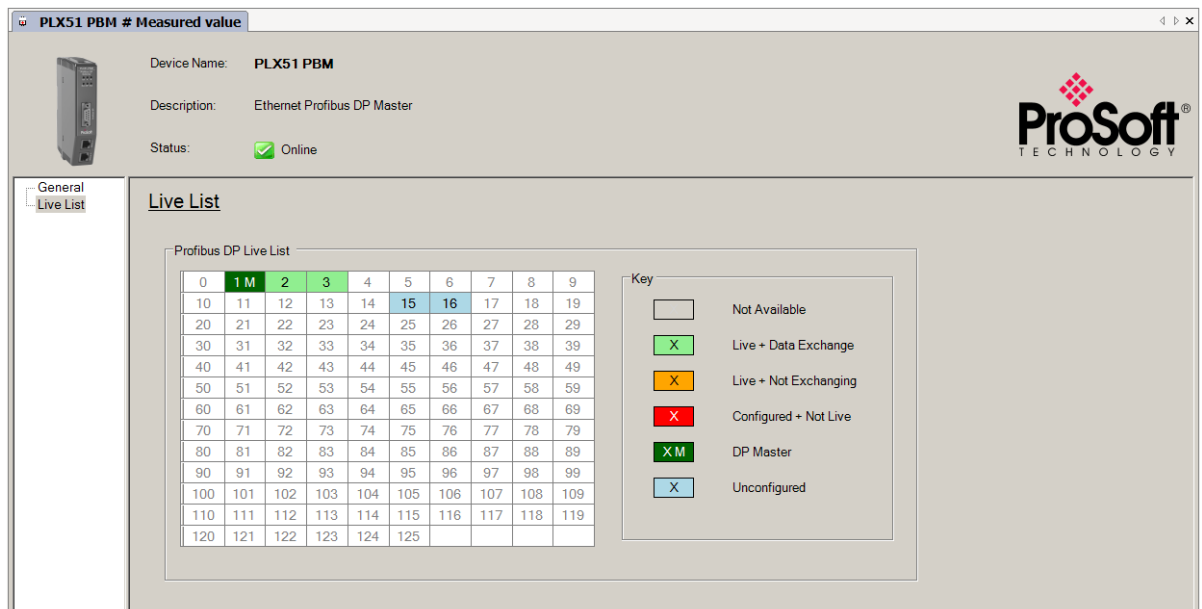 PLX51 PBM # Measured value
Device Name: PLX51 PBM
Description: Ethernet Profibus DP Master
Status: Online
ProSoft®
TECHNOLOGY
General
Live List
Live List
Profibus DP Live List
0 1 M 2 3 4 5 6 7 8 9
10 11 12 13 14 15 16 17 18 19
20 21 22 23 24 25 26 27 28 29
30 31 32 33 34 35 36 37 38 39
40 41 42 43 44 45 46 47 48 49
50 51 52 53 54 55 56 57 58 59
60 61 62 63 64 65 66 67 68 69
70 71 72 73 74 75 76 77 78 79
80 81 82 83 84 85 86 87 88 89
90 91 92 93 94 95 96 97 98 99
100 101 102 103 104 105 106 107 108 109
110 111 112 113 114 115 116 117 118 119
120 121 122 123 124 125
Key
Not Available
X Live + Data Exchange
X Live + Not Exchanging
X Configured + Not Live
X M DP Master
X Unconfigured